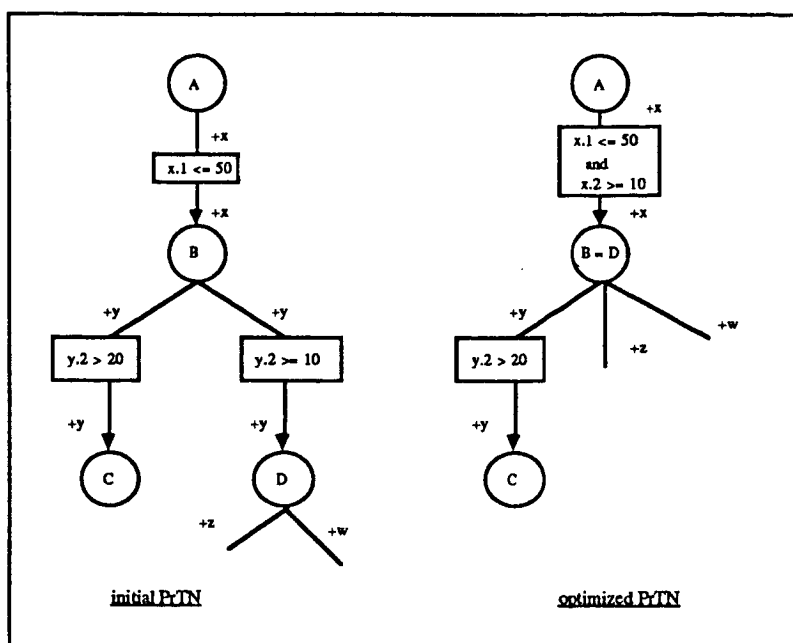 A
+x
x.1 <= 50
+x
B
+y
+y
y.2 > 20
y.2 >= 10
+y
+y
C
D
+z
+w
initial PrTN
A
+x
x.1 <= 50
and
x.2 >= 10
+x
B = D
+y
+z
+w
y.2 > 20
+y
C
optimized PrTN